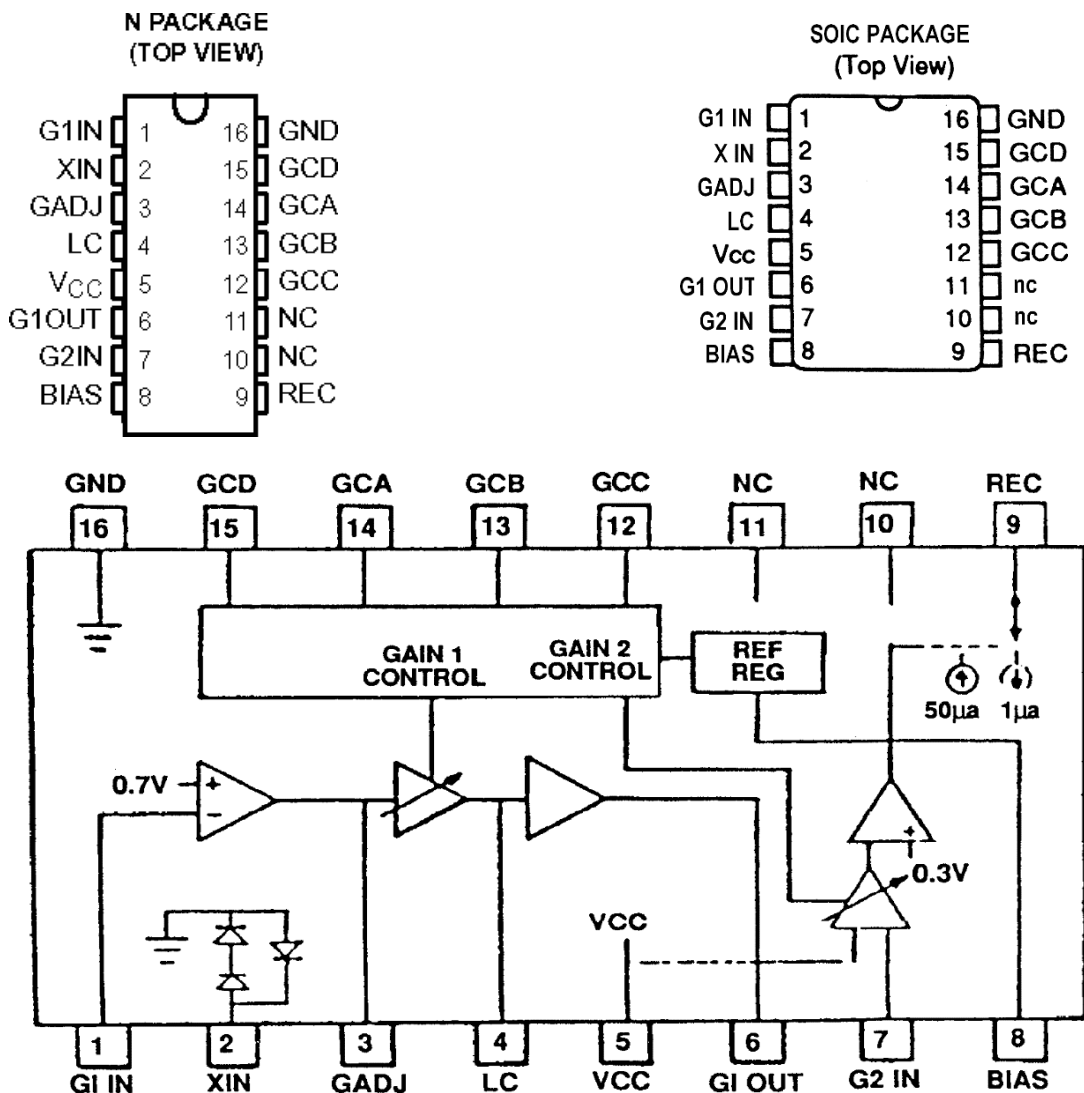 N PACKAGE
(TOP VIEW)
G1IN 1 16 GND
XIN 2 15 GCD
GADJ 3 14 GCA
LC 4 13 GCB
VCC 5 12 GCC
G1OUT 6 11 NC
G2IN 7 10 NC
BIAS 8 9 REC
SOIC PACKAGE
(Top View)
G1 IN 1 16 GND
X IN 2 15 GCD
GADJ 3 14 GCA
LC 4 13 GCB
Vcc 5 12 GCC
G1 OUT 6 11 nc
G2 IN 7 10 nc
BIAS 8 9 REC
GND GCD GCA GCB GCC NC NC REC
16 15 14 13 12 11 10 9
GAIN 1
CONTROL
GAIN 2
CONTROL
REF
REG
50µa 1µa
0.7V
+
−
+
0.3V
VCC
1 2 3 4 5 6 7 8
GI IN XIN GADJ LC VCC GI OUT G2 IN BIAS